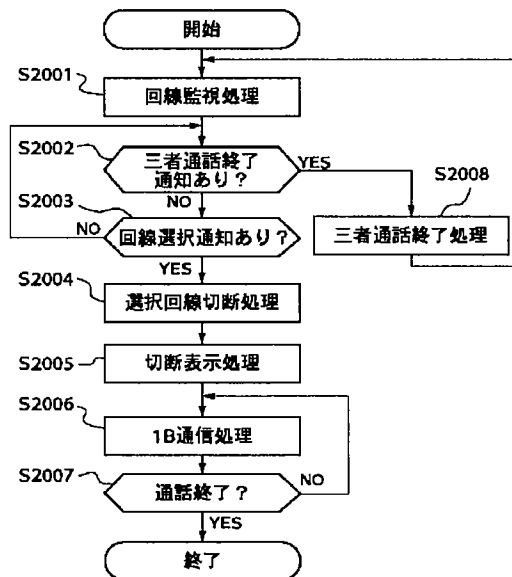 開始
S2001
回線監視処理
S2002
三者通話終了
通知あり？
YES
NO
S2003
回線選択通知あり？
NO
YES
S2008
三者通話終了処理
S2004
選択回線切断処理
S2005
切断表示処理
S2006
1B通信処理
S2007
通話終了？
NO
YES
終了